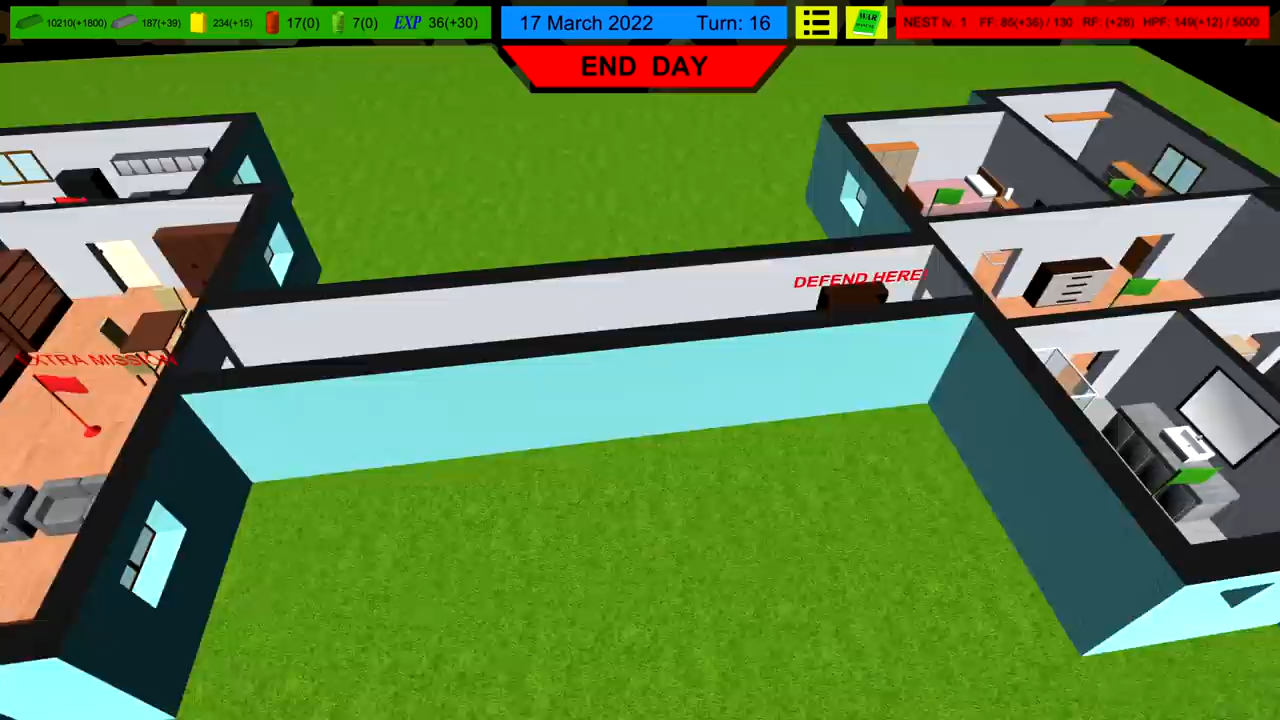 10210(+1800) 187(+39) 234(+15) 17(0) 7(0) EXP 36(+30)
17 March 2022 Turn: 16
WAR
NEST lv. 1 FF: 85(+36) / 130 RF: (+28) HPF: 149(+12) / 5000
END DAY
DEFEND HERE!
EXTRA MISSION